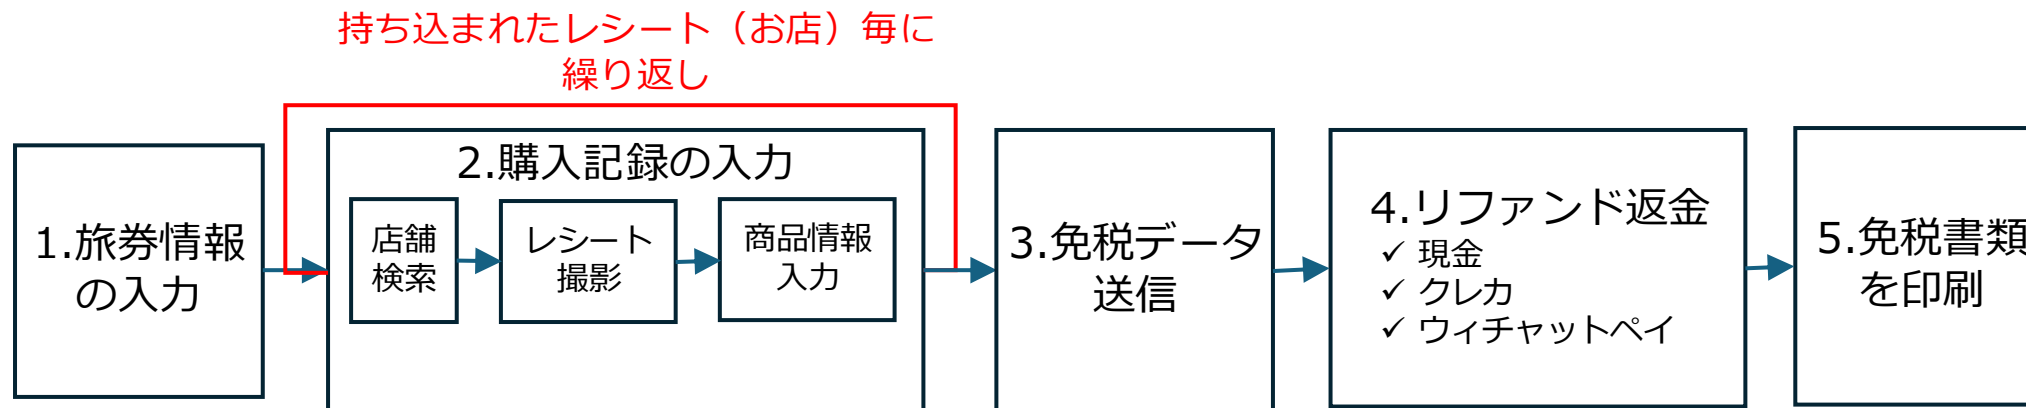 持ち込まれたレシート（お店）毎に
繰り返し
1.旅券情報
の入力
2.購入記録の入力
店舗
検索
レシート
撮影
商品情報
入力
3.免税データ
送信
4.リファンド返金
✓ 現金
✓ クレカ
✓ ウィチャットペイ
5.免税書類
を印刷